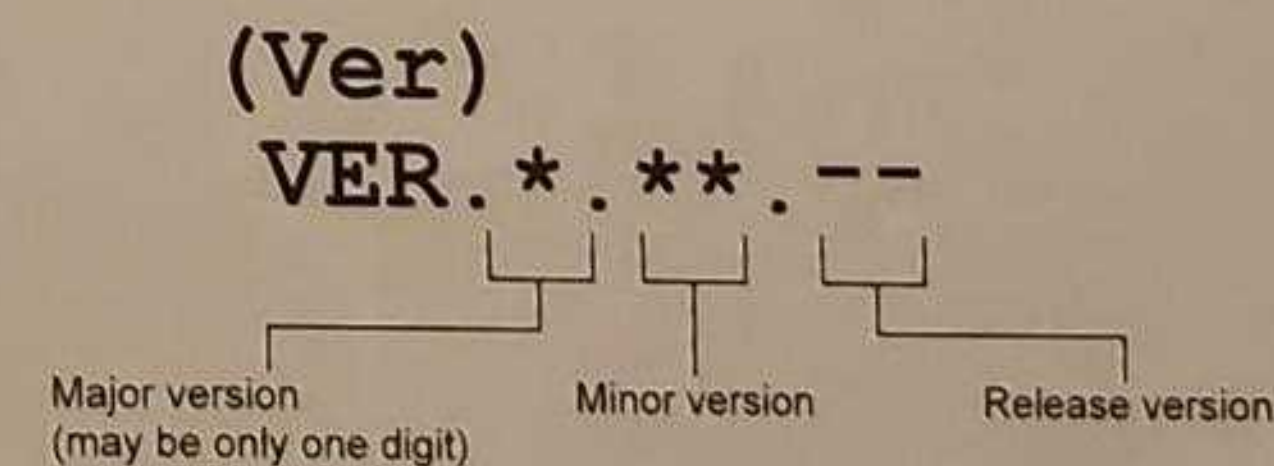 (Ver)
VER.*.**.--
Major version
(may be only one digit)
Minor version
Release version